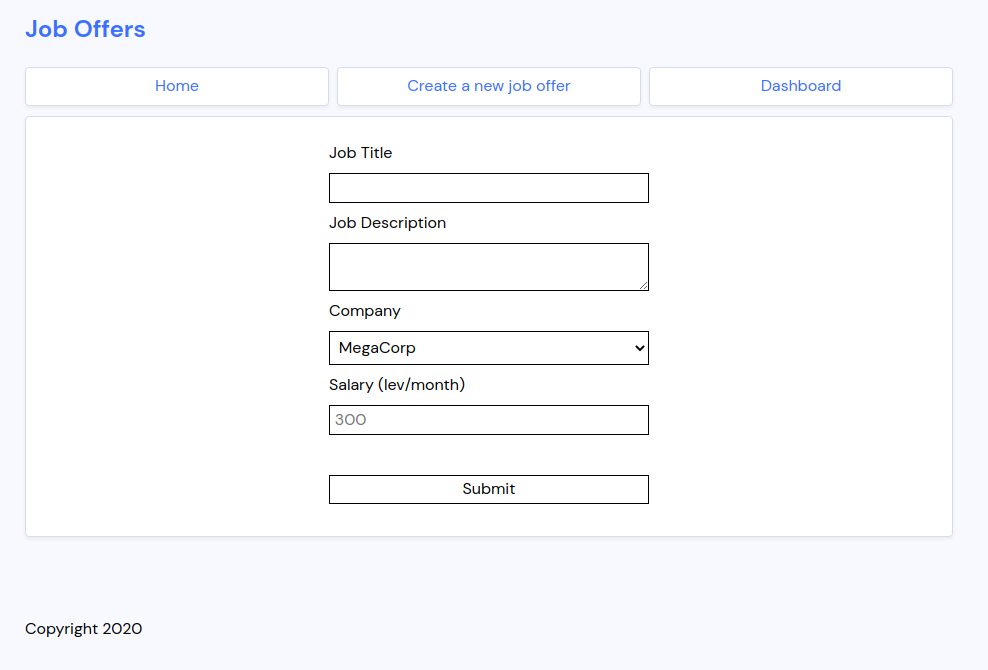 Job Offers
Home Create a new job offer Dashboard
Job Title
Job Description
Company
MegaCorp
Salary (lev/month)
300
Submit
Copyright 2020